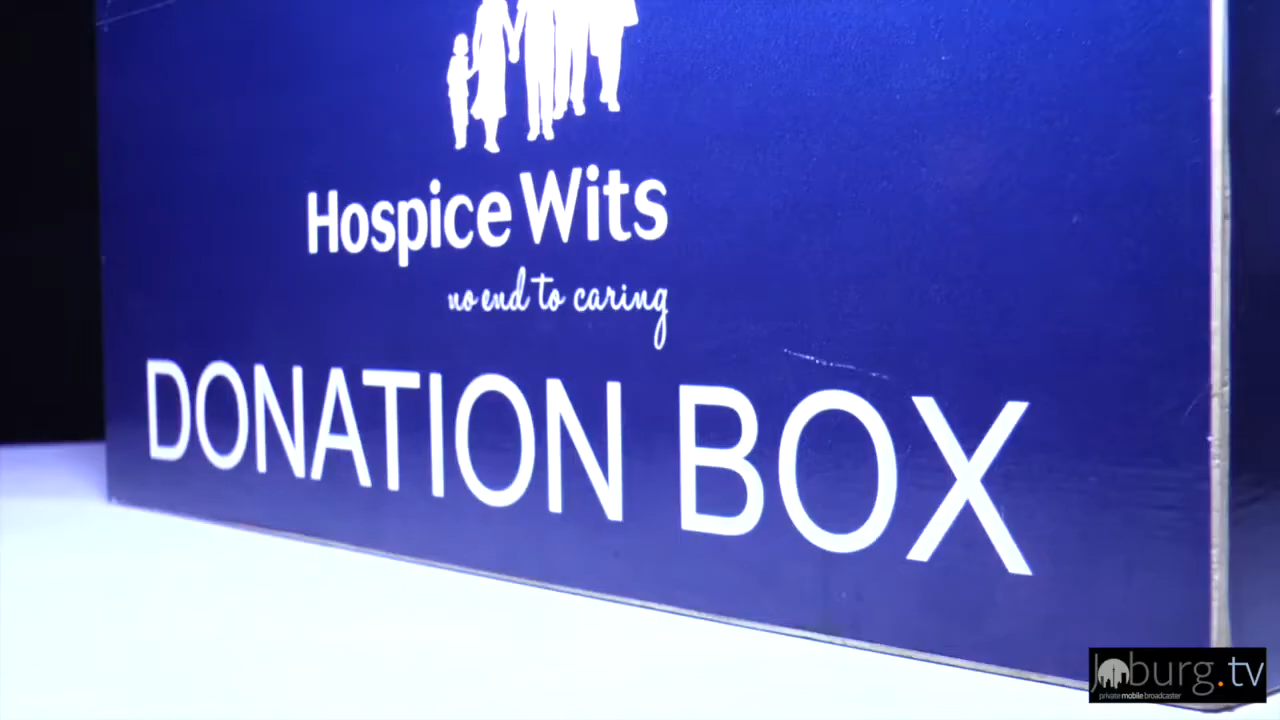 Hospice Wits
no end to caring
DONATION BOX
Joburg.tv
private mobile broadcaster